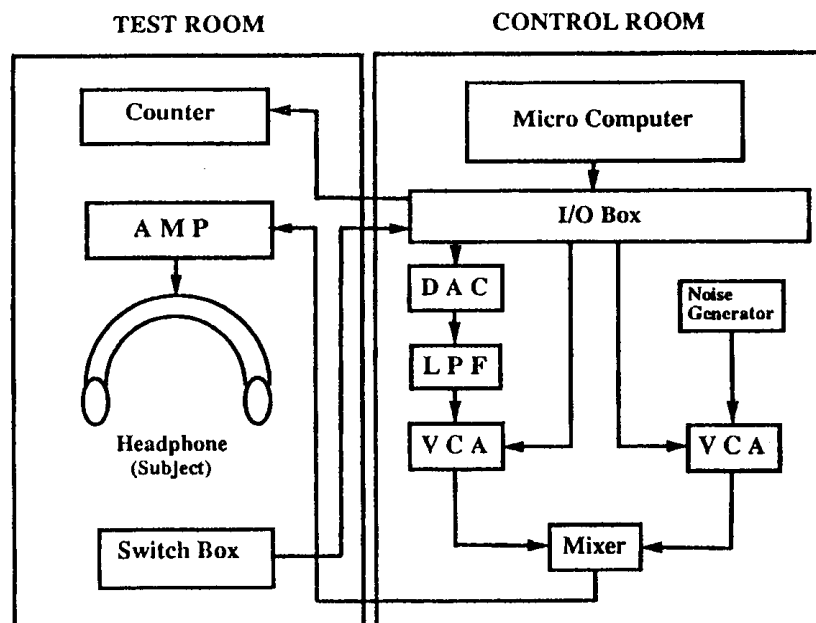 TEST ROOM
CONTROL ROOM
Counter
Micro Computer
I/O Box
A M P
D A C
Noise
Generator
L P F
V C A
V C A
Headphone
(Subject)
Switch Box
Mixer